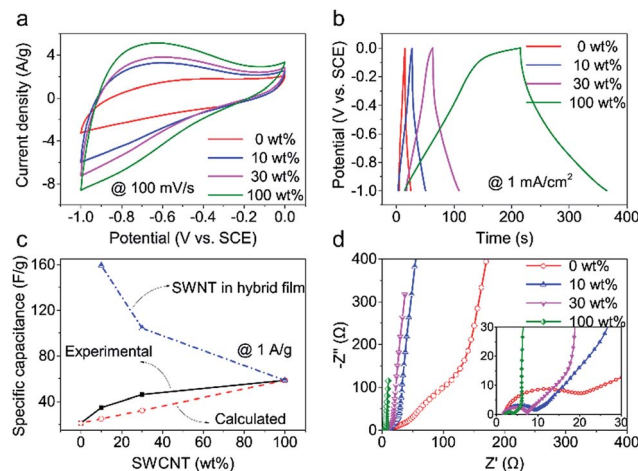 a
Current density (A/g)
4
0
-4
-8
0 wt%
10 wt%
30 wt%
100 wt%
@ 100 mV/s
-1.0 -0.8 -0.6 -0.4 -0.2 0.0
Potential (V vs. SCE)
b
Potential (V vs. SCE)
0.0
-0.2
-0.4
-0.6
-0.8
-1.0
0 wt%
10 wt%
30 wt%
100 wt%
@ 1 mA/cm²
0 100 200 300 400
Time (s)
c
Specific capacitance (F/g)
160
120
80
40
0
SWNT in hybrid film
@ 1 A/g
Experimental
Calculated
0 20 40 60 80 100
SWCNT (wt%)
d
-Z'' (Ω)
400
300
200
100
0
0 wt%
10 wt%
30 wt%
100 wt%
30
20
10
0
0 10 20 30
0 100 200 300 400
Z' (Ω)